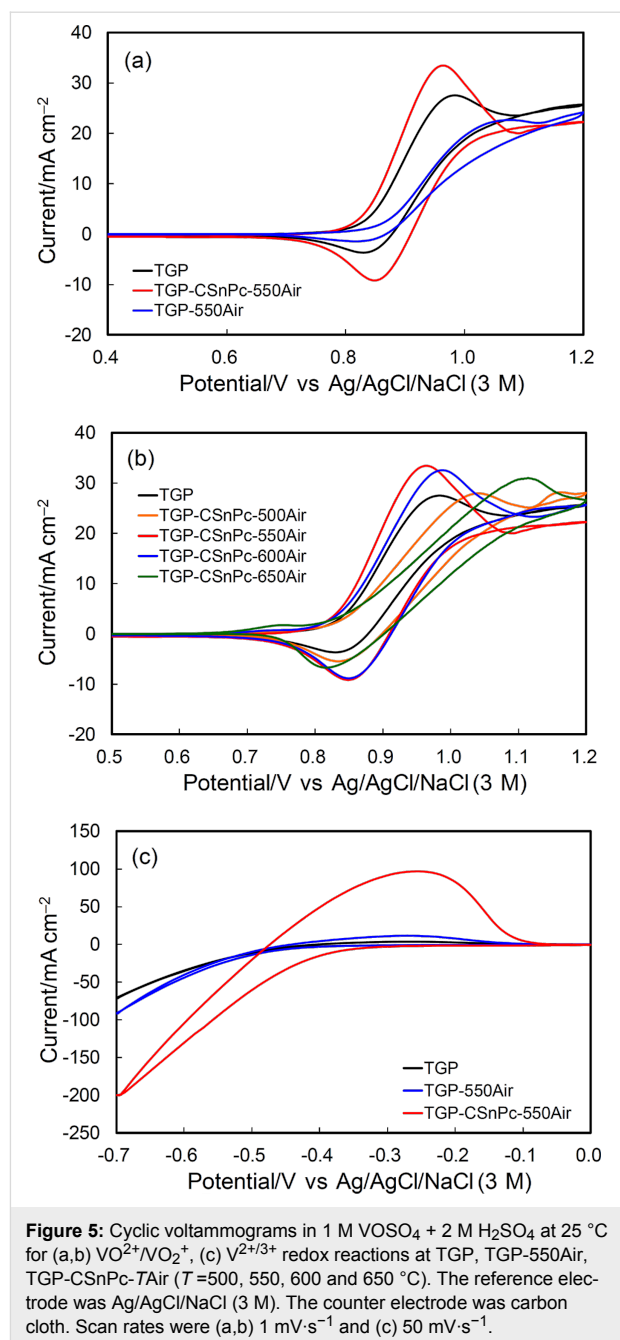 (a)
Current/mA cm⁻²
40
30
20
10
0
-10
-20
TGP
TGP-CSnPc-550Air
TGP-550Air
0.4 0.6 0.8 1.0 1.2
Potential/V vs Ag/AgCl/NaCl (3 M)
(b)
Current/mA cm⁻²
40
30
20
10
0
-10
-20
TGP
TGP-CSnPc-500Air
TGP-CSnPc-550Air
TGP-CSnPc-600Air
TGP-CSnPc-650Air
0.5 0.6 0.7 0.8 0.9 1.0 1.1 1.2
Potential/V vs Ag/AgCl/NaCl (3 M)
(c)
Current/mA cm⁻²
150
100
50
0
-50
-100
-150
-200
-250
TGP
TGP-550Air
TGP-CSnPc-550Air
-0.7 -0.6 -0.5 -0.4 -0.3 -0.2 -0.1 0.0
Potential/V vs Ag/AgCl/NaCl (3 M)
Figure 5: Cyclic voltammograms in 1 M VOSO₄ + 2 M H₂SO₄ at 25 °C
for (a,b) VO²⁺/VO₂⁺, (c) V²⁺/³⁺ redox reactions at TGP, TGP-550Air,
TGP-CSnPc-TAir (T =500, 550, 600 and 650 °C). The reference elec-
trode was Ag/AgCl/NaCl (3 M). The counter electrode was carbon
cloth. Scan rates were (a,b) 1 mV·s⁻¹ and (c) 50 mV·s⁻¹.